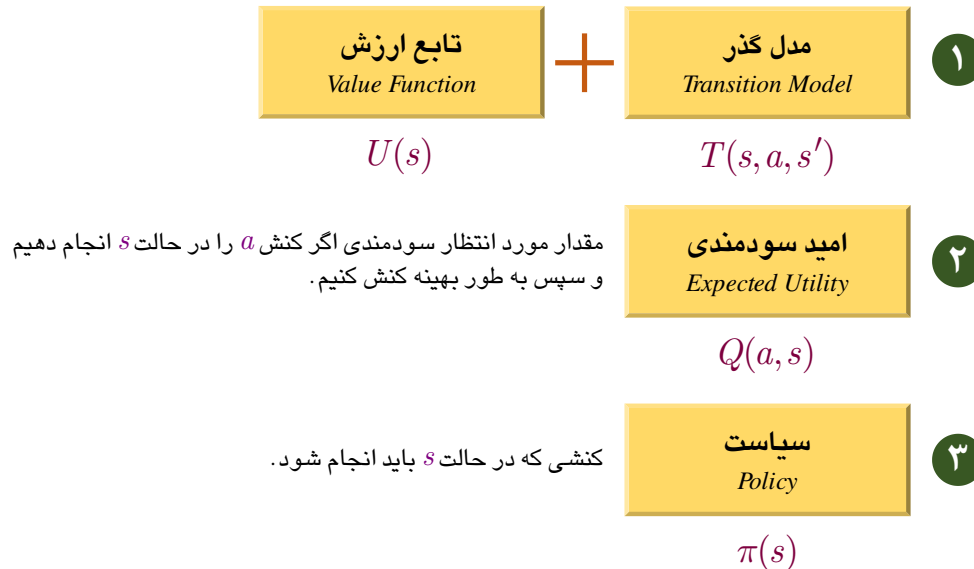 ۱
مدل گذر
Transition Model
T(s, a, s′)
تابع ارزش
Value Function
U(s)
۲
امید سودمندی
Expected Utility
Q(a, s)
مقدار مورد انتظار سودمندی اگر کنش a را در حالت s انجام دهیم
و سپس به طور بهینه کنش کنیم.
۳
سیاست
Policy
π(s)
کنشی که در حالت s باید انجام شود.